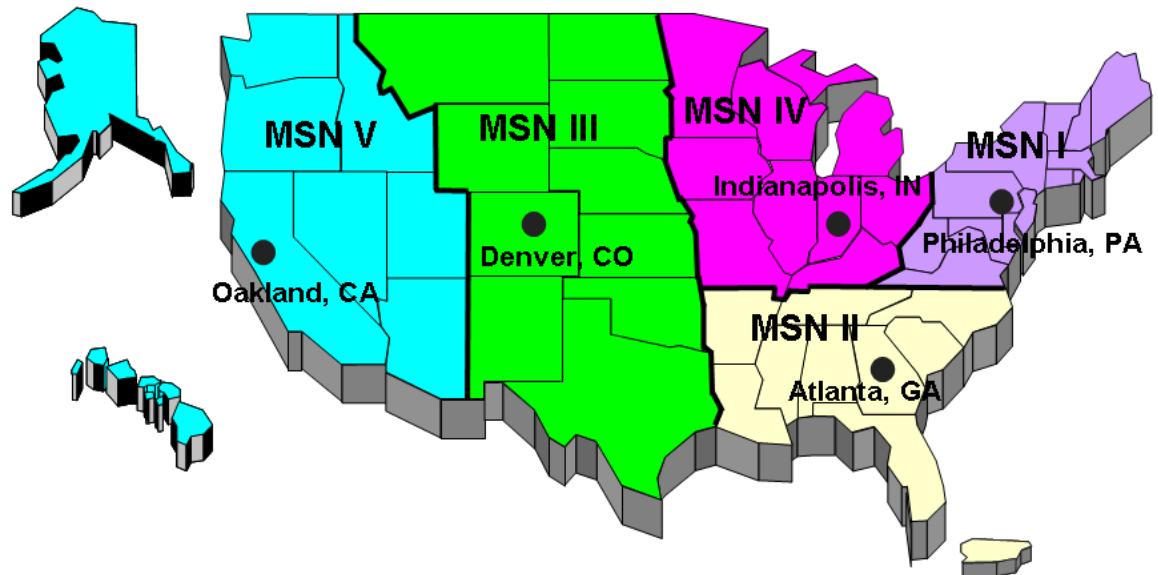 MSN V
MSN III
MSN IV
MSN I
Indianapolis, IN
Philadelphia, PA
Denver, CO
Oakland, CA
MSN II
Atlanta, GA